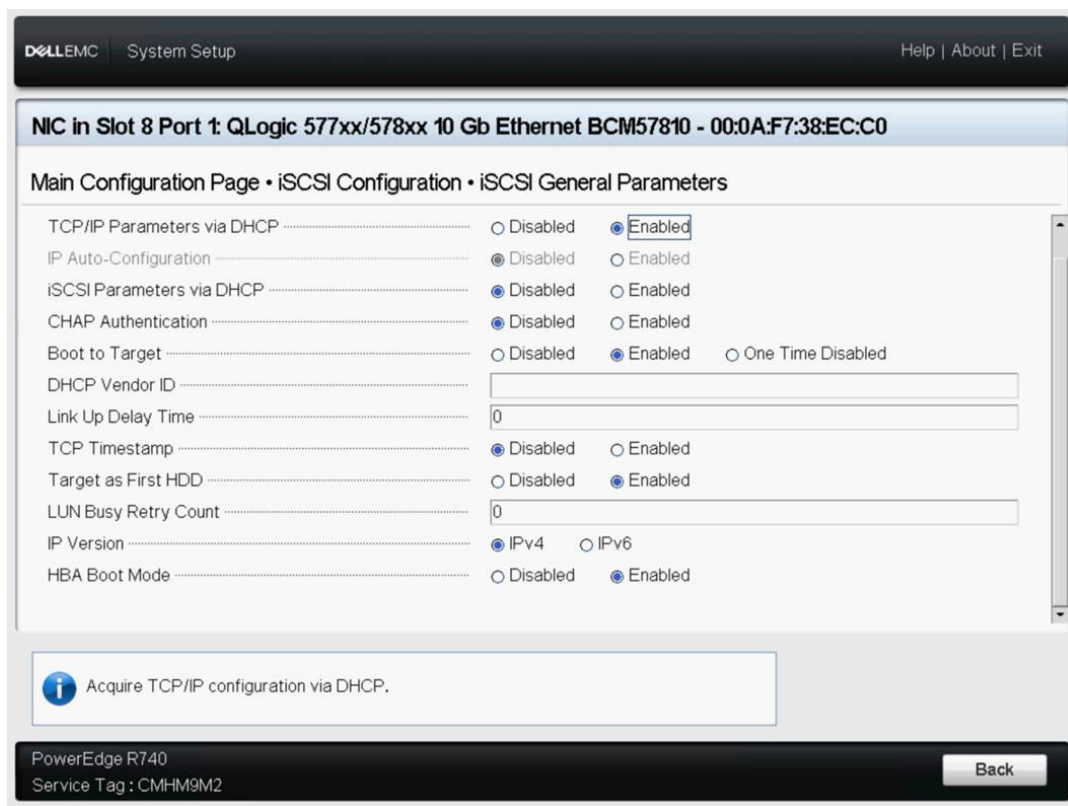 DELLEMC System Setup Help | About | Exit
NIC in Slot 8 Port 1: QLogic 577xx/578xx 10 Gb Ethernet BCM57810 - 00:0A:F7:38:EC:C0
Main Configuration Page • iSCSI Configuration • iSCSI General Parameters
TCP/IP Parameters via DHCP Disabled Enabled
IP Auto-Configuration Disabled Enabled
iSCSI Parameters via DHCP Disabled Enabled
CHAP Authentication Disabled Enabled
Boot to Target Disabled Enabled One Time Disabled
DHCP Vendor ID
Link Up Delay Time 0
TCP Timestamp Disabled Enabled
Target as First HDD Disabled Enabled
LUN Busy Retry Count 0
IP Version IPv4 IPv6
HBA Boot Mode Disabled Enabled
Acquire TCP/IP configuration via DHCP.
PowerEdge R740
Service Tag : CMHM9M2
Back